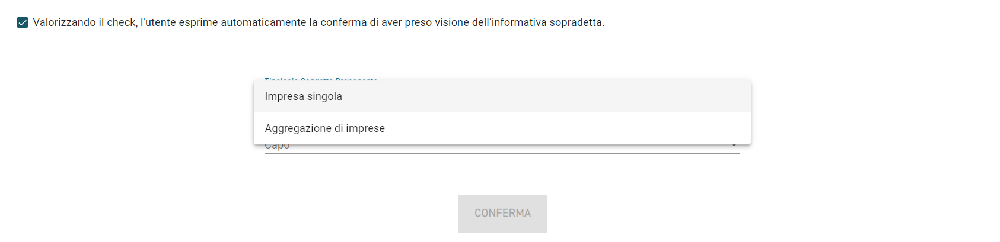 Valorizzando il check, l'utente esprime automaticamente la conferma di aver preso visione dell’informativa sopradetta.
Tipologia Soggetto Proponente
Impresa singola
Aggregazione di imprese
Capo
CONFERMA